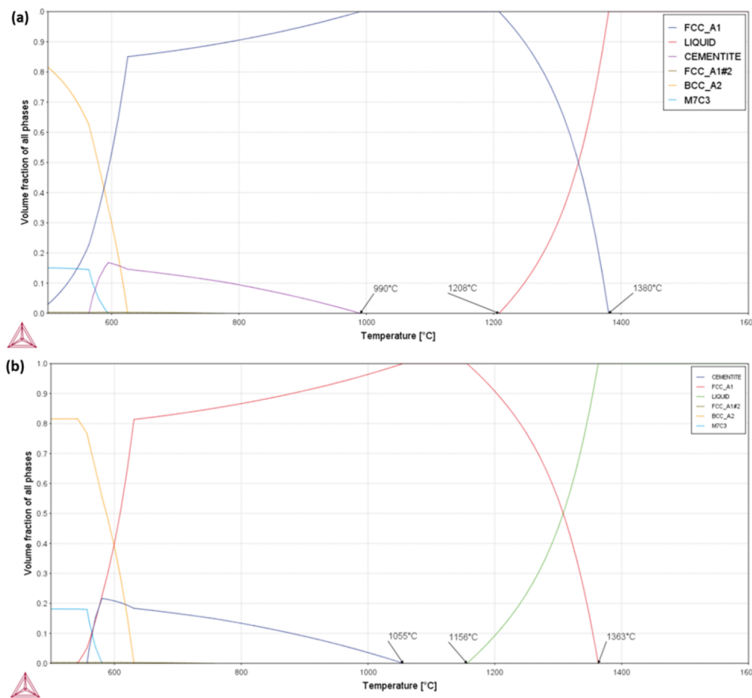 (a)
1.0
0.9
0.8
0.7
0.6
0.5
0.4
0.3
0.2
0.1
0.0
Volume fraction of all phases
FCC_A1
LIQUID
CEMENTITE
FCC_A1#2
BCC_A2
M7C3
990°C
1208°C
1380°C
600
800
1000
1200
1400
160
Temperature [°C]
(b)
1.0
0.9
0.8
0.7
0.6
0.5
0.4
0.3
0.2
0.1
0.0
Volume fraction of all phases
CEMENTITE
FCC_A1
LIQUID
FCC_A1#2
BCC_A2
M7C3
1055°C
1156°C
1363°C
600
800
1000
1200
1400
160
Temperature [°C]